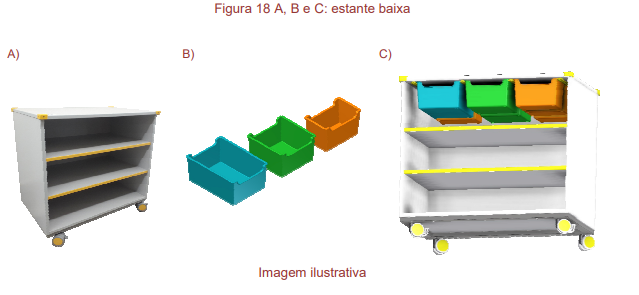 Figura 18 A, B e C: estante baixa
A)
B)
C)
Imagem ilustrativa